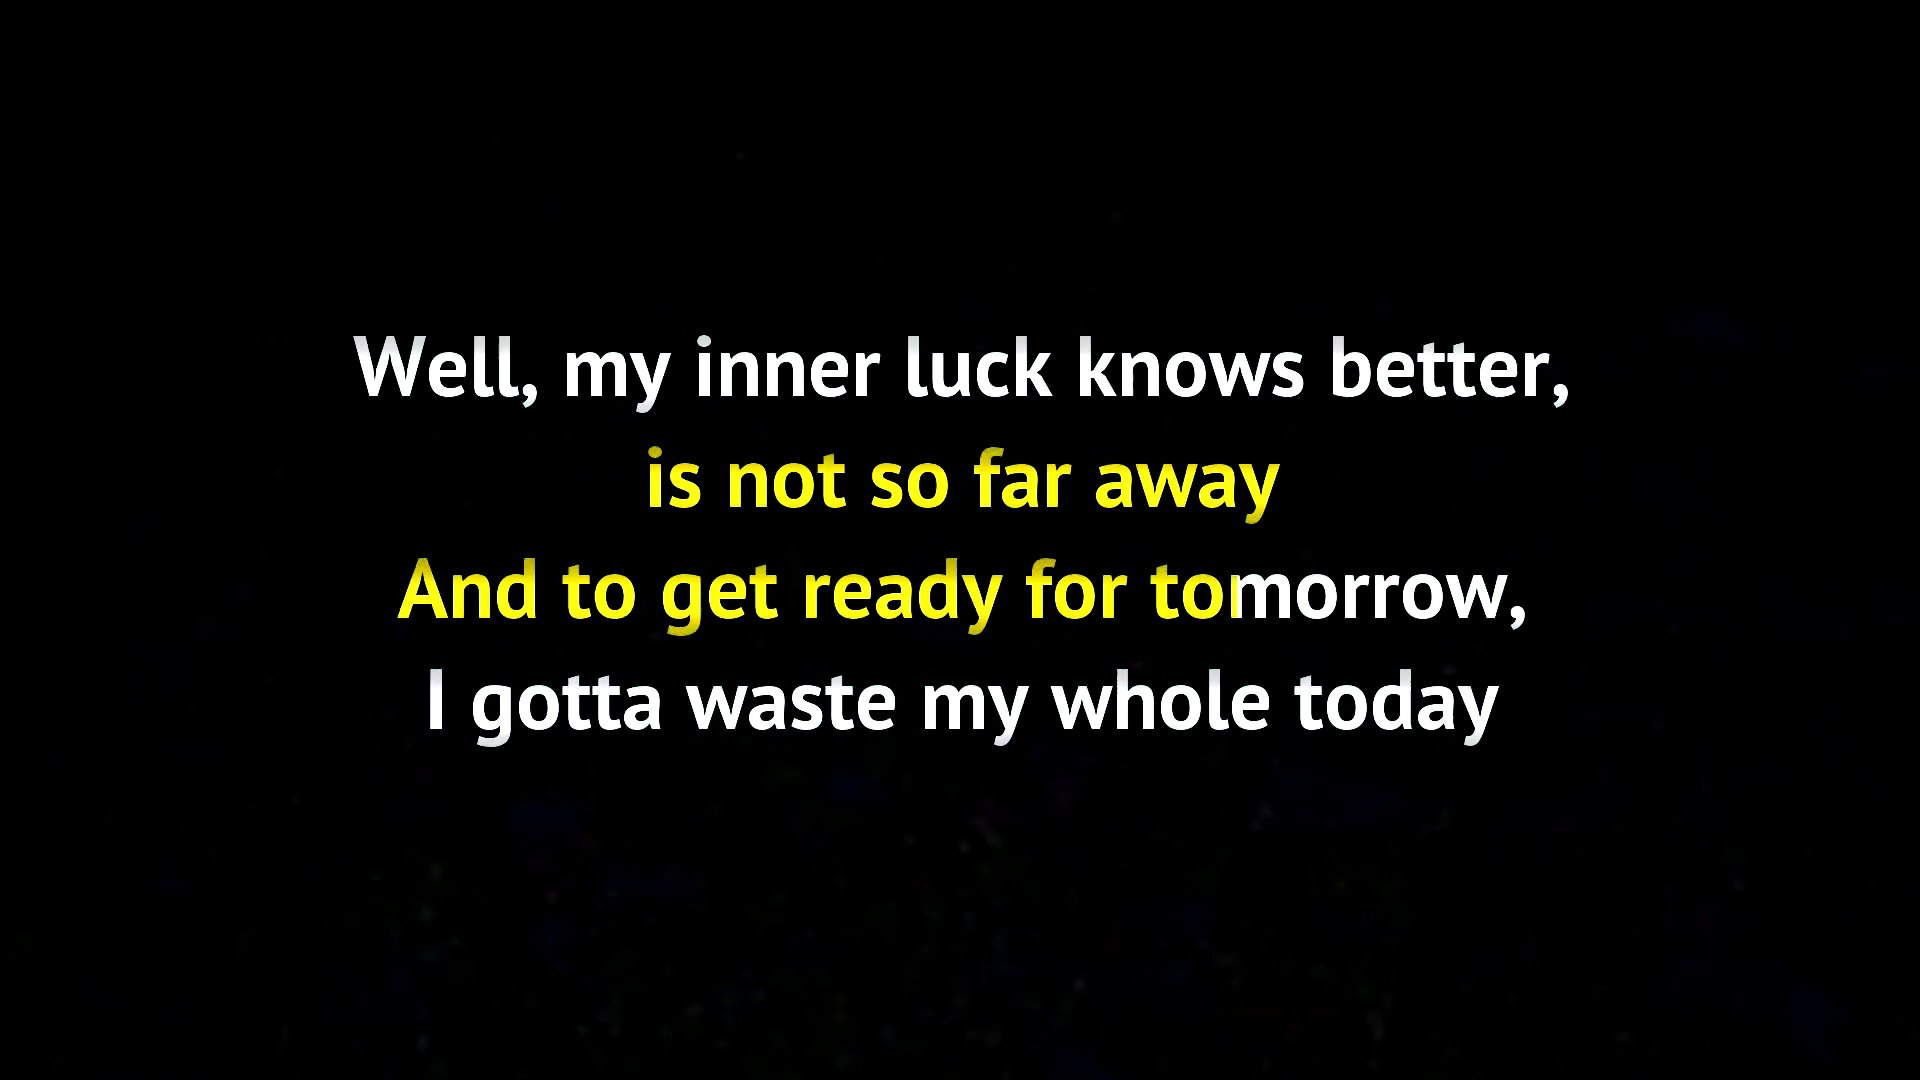 Well, my inner luck knows better,
is not so far away
And to get ready for tomorrow,
I gotta waste my whole today